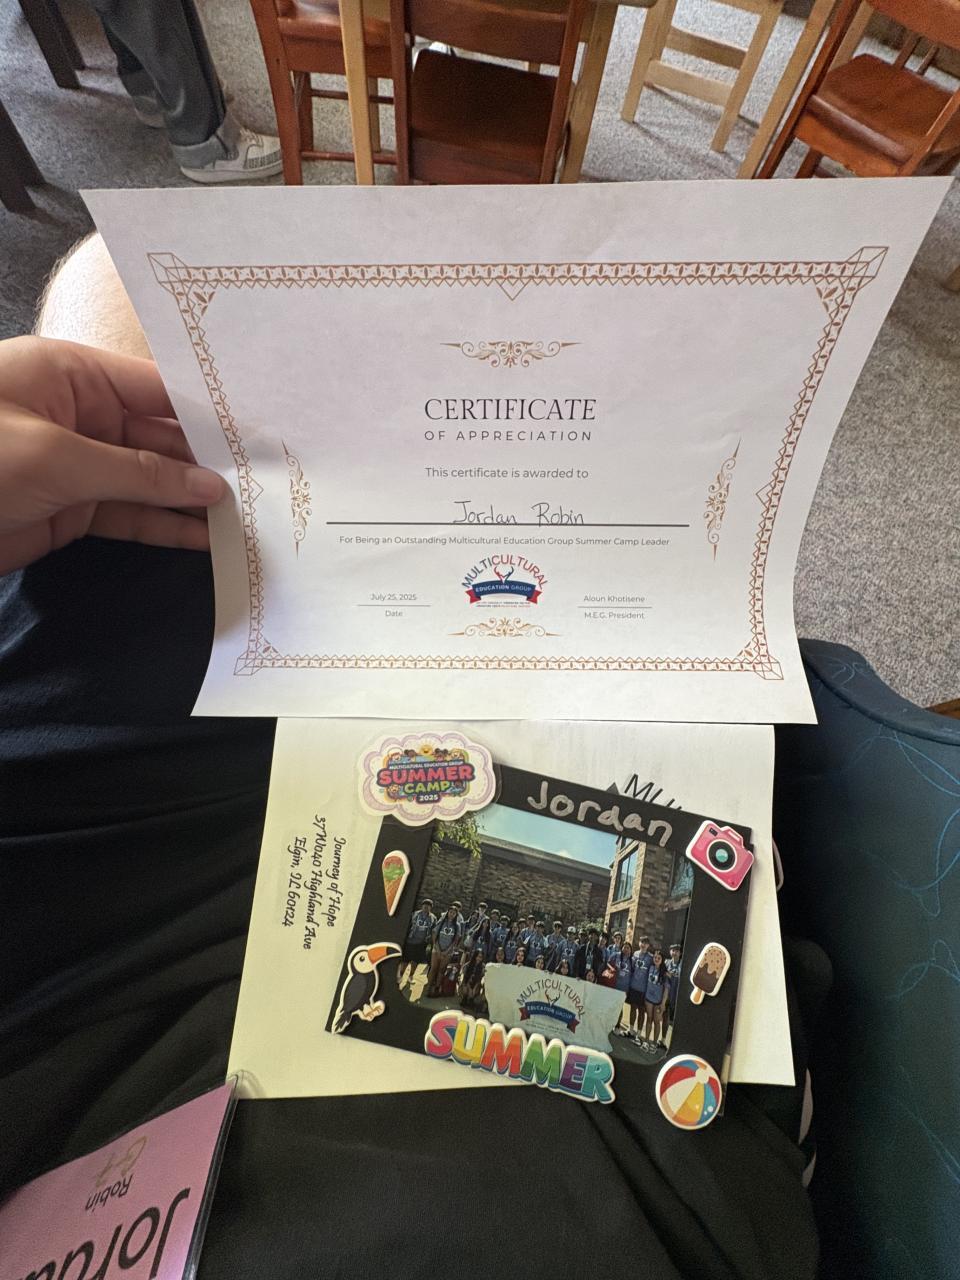 CERTIFICATE
OF APPRECIATION
This certificate is awarded to
Jordan Robin
For Being an Outstanding Multicultural Education Group Summer Camp Leader
July 25, 2025
Date
MULTICULTURAL
EDUCATION GROUP
Aloun Khotisene
M.E.G. President
MULTICULTURAL EDUCATION GROUP
SUMMER
CAMP
2025
Jordan
MULTICULTURAL
EDUCATION GROUP
SUMMER
Journey of Hope
37W040 Highland Ave
Elgin, IL 60124
Robin